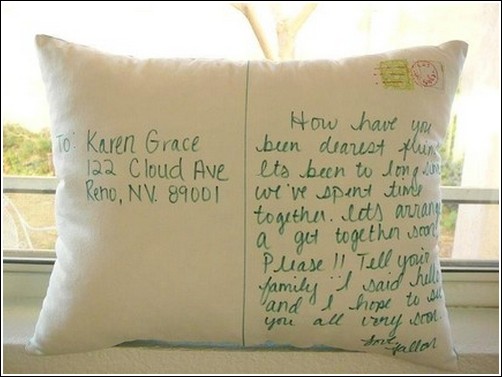 To: Karen Grace
122 Cloud Ave
Reno, NV. 89001
How have you
been dearest
Its been to long
we've spent time
together. Lets arrange
a get together soon
Please!! Tell your
family I said hello
and I hope to see
you all very soon.
Love,
Fallon